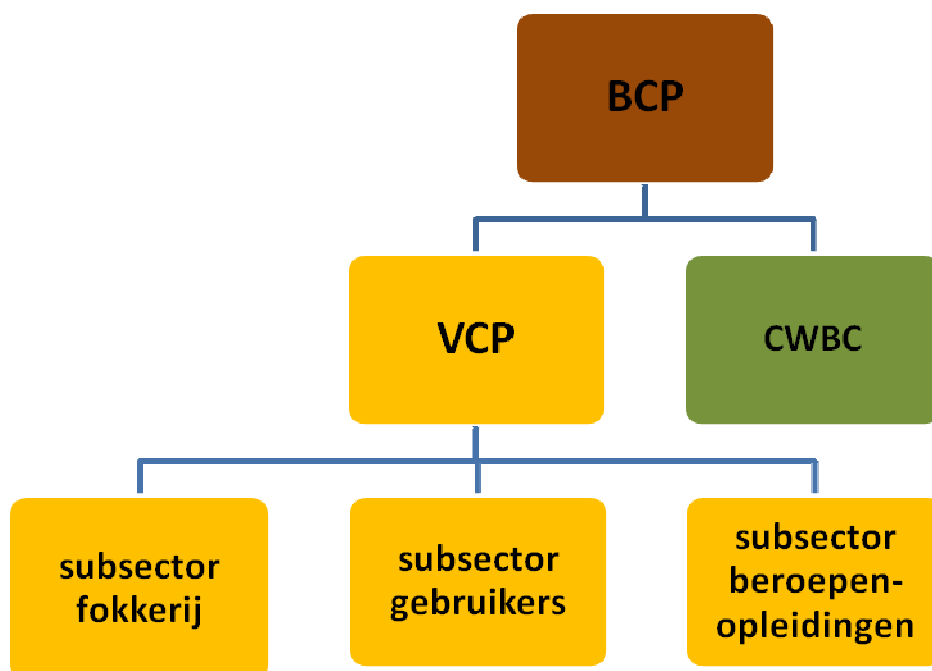 BCP
VCP
CWBC
subsector
fokkerij
subsector
gebruikers
subsector
beroepen-
opleidingen